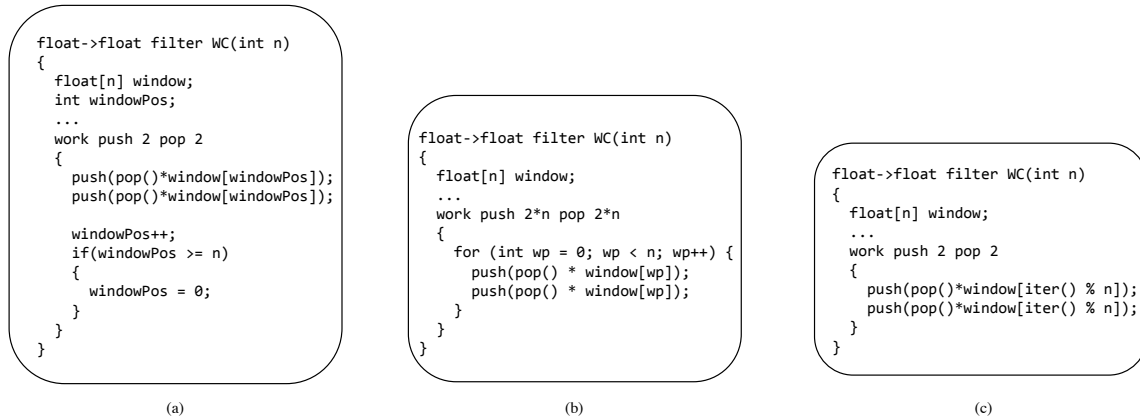 float->float filter WC(int n)
{
float[n] window;
int windowPos;
...
work push 2 pop 2
{
push(pop()*window[windowPos]);
push(pop()*window[windowPos]);
windowPos++;
if(windowPos >= n)
{
windowPos = 0;
}
}
}
(a)
float->float filter WC(int n)
{
float[n] window;
...
work push 2*n pop 2*n
{
for (int wp = 0; wp < n; wp++) {
push(pop() * window[wp]);
push(pop() * window[wp]);
}
}
}
(b)
float->float filter WC(int n)
{
float[n] window;
...
work push 2 pop 2
{
push(pop()*window[iter() % n]);
push(pop()*window[iter() % n]);
}
}
(c)